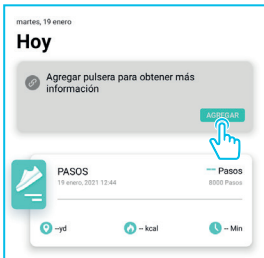 martes, 19 enero
Hoy
Agregar pulsera para obtener más
información
AGREGAR
PASOS
19 enero, 2021 12:44
--- Pasos
8000 Pasos
--yd
-- kcal
-- Min